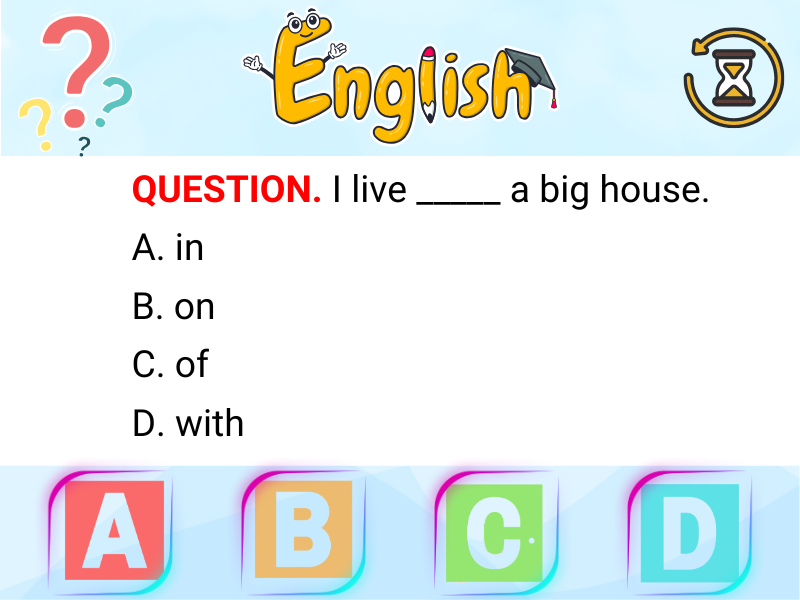 ? ? ? ?
English
QUESTION. I live _____ a big house.
A. in
B. on
C. of
D. with
A B C D